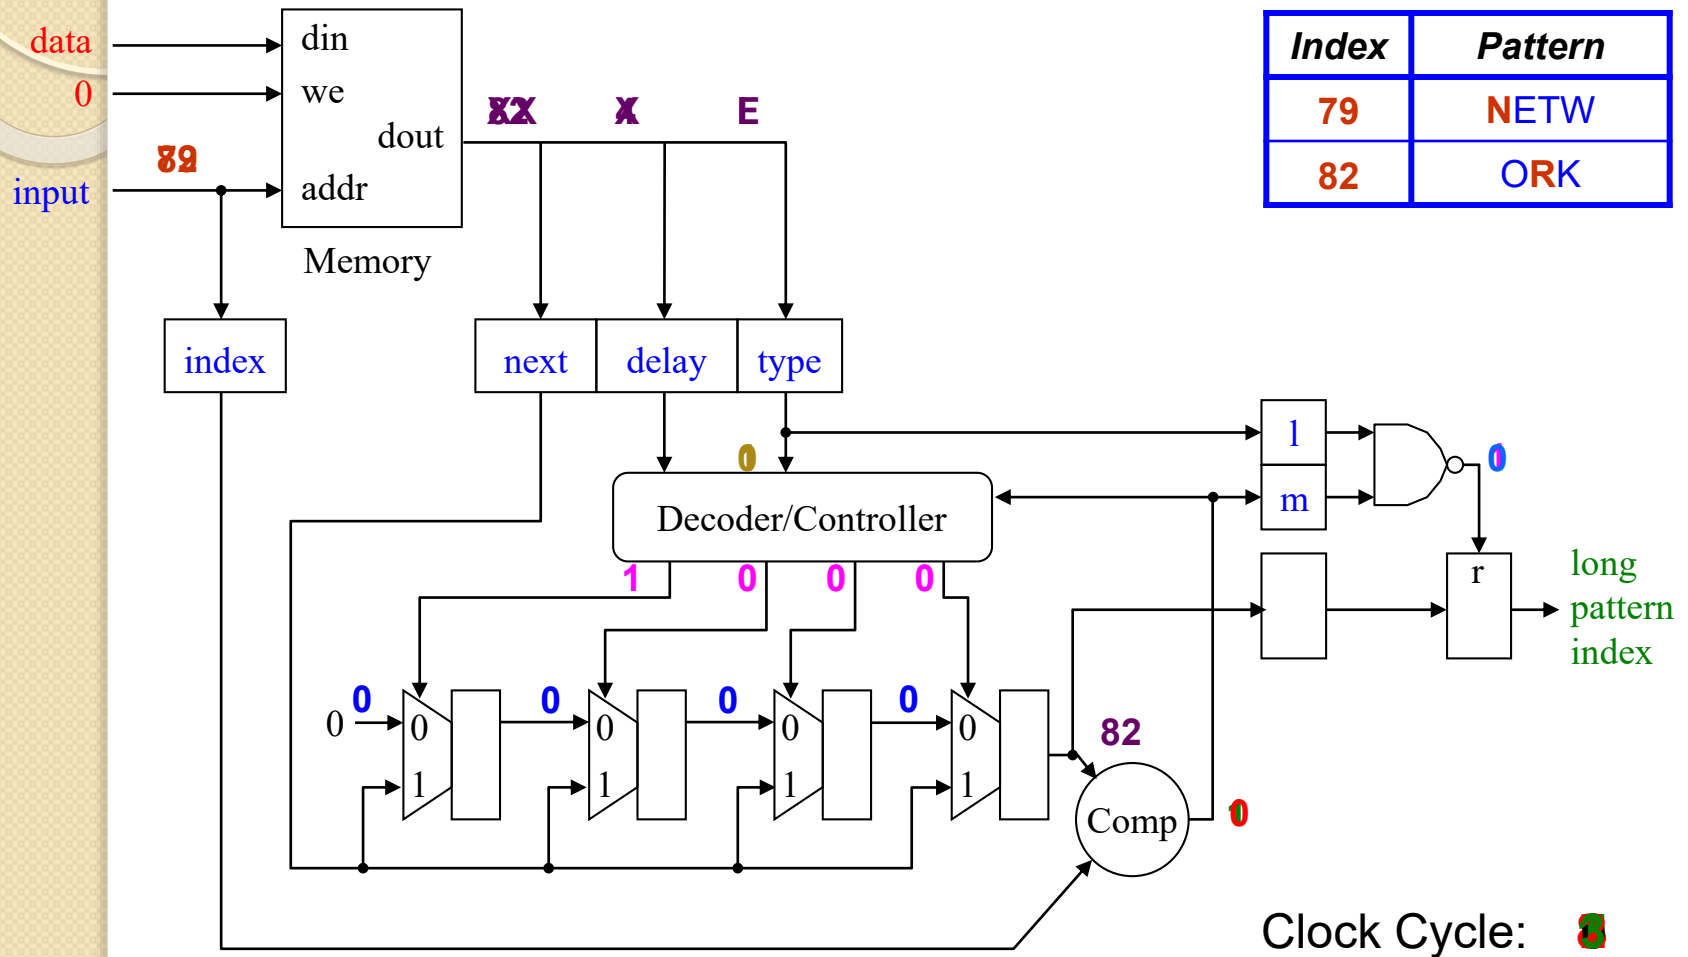 data
din
0
we
dout
E
input
addr
Memory
Index Pattern
79 NETW
82 ORK
index
next delay type
l
m
Decoder/Controller
1 0 0 0
r
long
pattern
index
0 0 0 0 0
0 0 0 0
1 1 1 1
82
Comp
Clock Cycle: